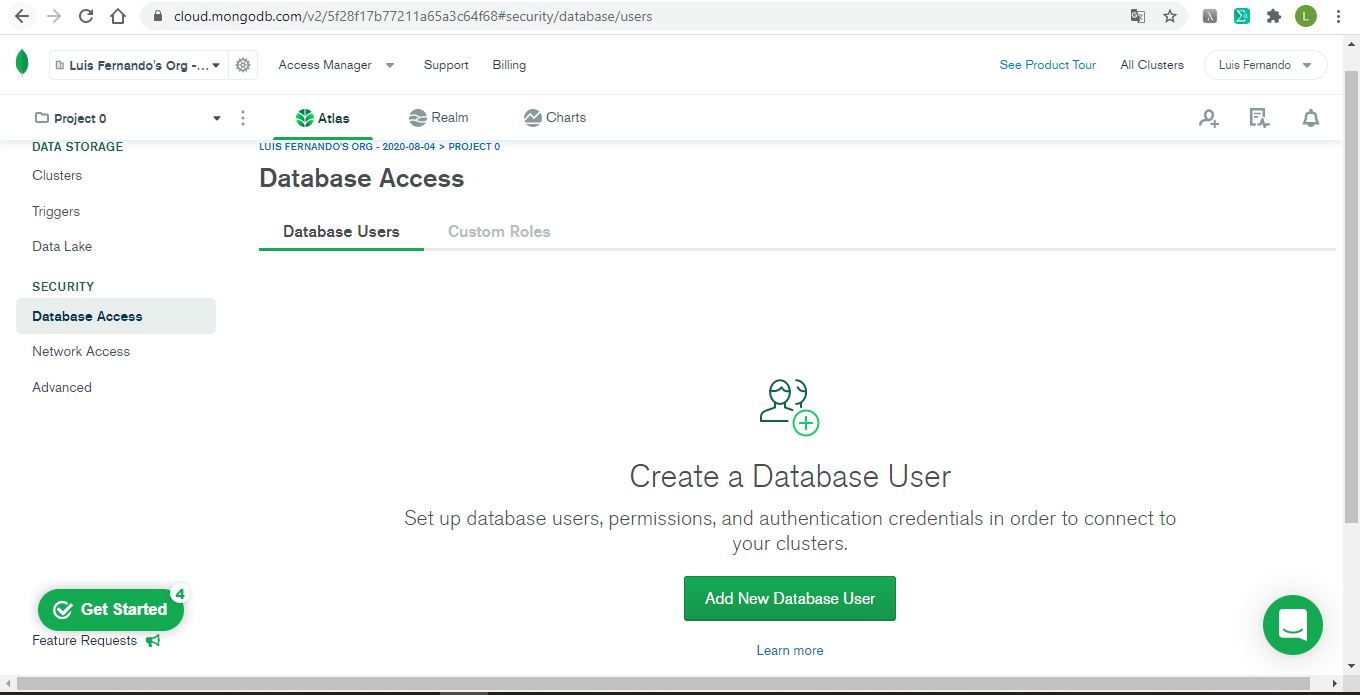 cloud.mongodb.com/v2/5f28f17b77211a65a3c64f68#security/database/users
L
Luis Fernando's Org -... Access Manager Support Billing See Product Tour All Clusters Luis Fernando
Project 0 Atlas Realm Charts
DATA STORAGE
Clusters
Triggers
Data Lake
SECURITY
Database Access
Network Access
Advanced
LUIS FERNANDO'S ORG - 2020-08-04 > PROJECT 0
Database Access
Database Users Custom Roles
Create a Database User
Set up database users, permissions, and authentication credentials in order to connect to
your clusters.
Add New Database User
Learn more
Get Started 4
Feature Requests